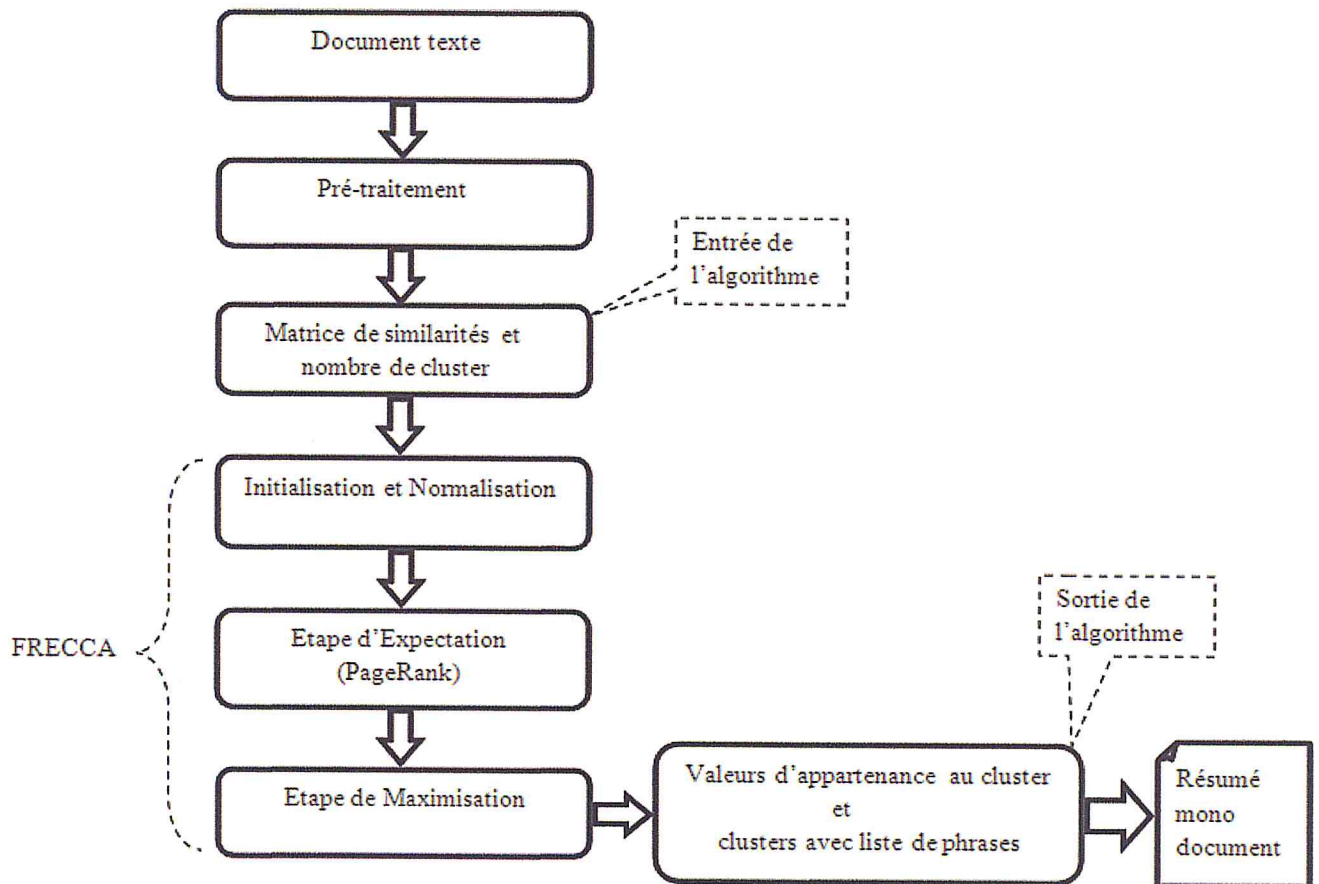 Document texte
Pré-traitement
Entrée de
l'algorithme
Matrice de similarités et
nombre de cluster
Initialisation et Normalisation
FRECCA
Etape d'Expectation
(PageRank)
Sortie de
l'algorithme
Etape de Maximisation
Valeurs d'appartenance au cluster
et
clusters avec liste de phrases
Résumé
mono
document